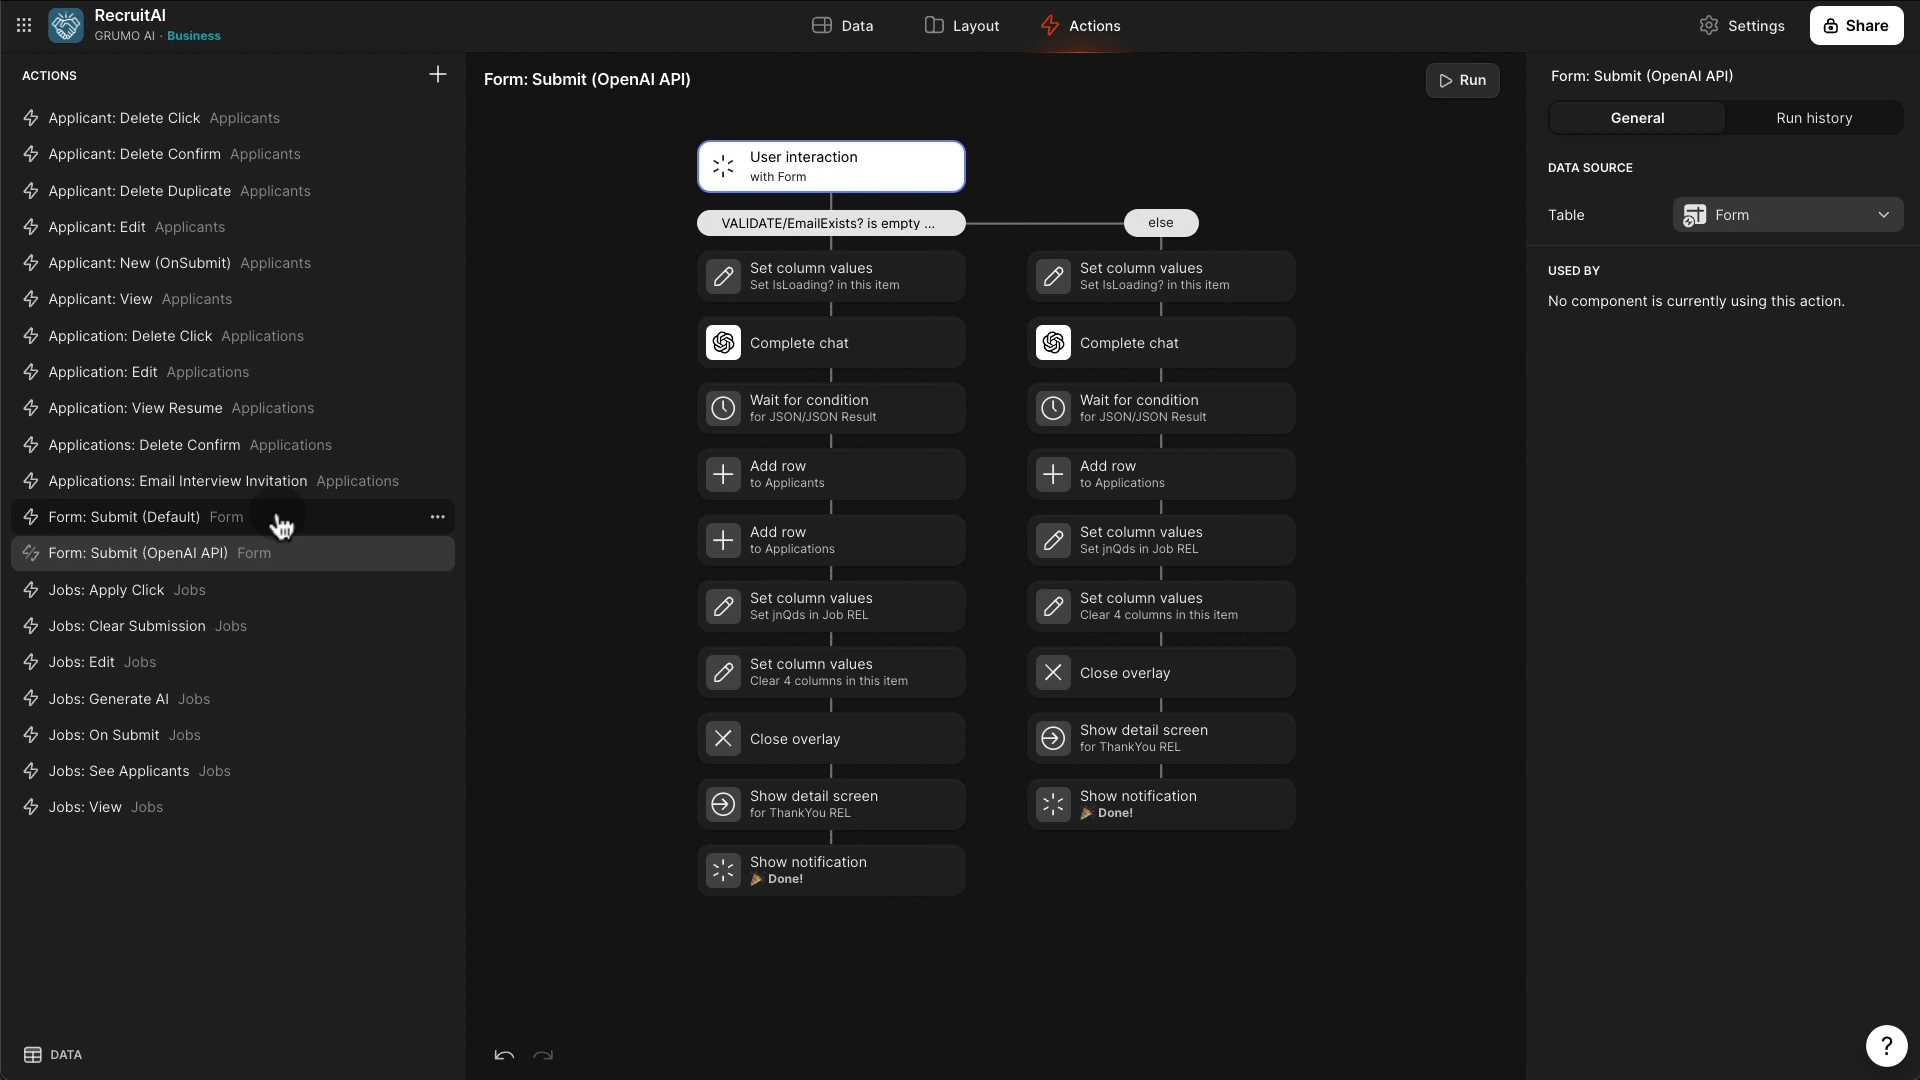 RecruitAI
GRUMO AI · Business
Data
Layout
Actions
Settings
Share
ACTIONS
Applicant: Delete Click Applicants
Applicant: Delete Confirm Applicants
Applicant: Delete Duplicate Applicants
Applicant: Edit Applicants
Applicant: New (OnSubmit) Applicants
Applicant: View Applicants
Application: Delete Click Applications
Application: Edit Applications
Application: View Resume Applications
Applications: Delete Confirm Applications
Applications: Email Interview Invitation Applications
Form: Submit (Default) Form
Form: Submit (OpenAI API) Form
Jobs: Apply Click Jobs
Jobs: Clear Submission Jobs
Jobs: Edit Jobs
Jobs: Generate AI Jobs
Jobs: On Submit Jobs
Jobs: See Applicants Jobs
Jobs: View Jobs
DATA
Form: Submit (OpenAI API)
Run
User interaction
with Form
VALIDATE/EmailExists? is empty ...
Set column values
Set IsLoading? in this item
Complete chat
Wait for condition
for JSON/JSON Result
Add row
to Applicants
Add row
to Applications
Set column values
Set jnQds in Job REL
Set column values
Clear 4 columns in this item
Close overlay
Show detail screen
for ThankYou REL
Show notification
🎉 Done!
else
Set column values
Set IsLoading? in this item
Complete chat
Wait for condition
for JSON/JSON Result
Add row
to Applications
Set column values
Set jnQds in Job REL
Set column values
Clear 4 columns in this item
Close overlay
Show detail screen
for ThankYou REL
Show notification
🎉 Done!
Form: Submit (OpenAI API)
General
Run history
DATA SOURCE
Table
Form
USED BY
No component is currently using this action.
?